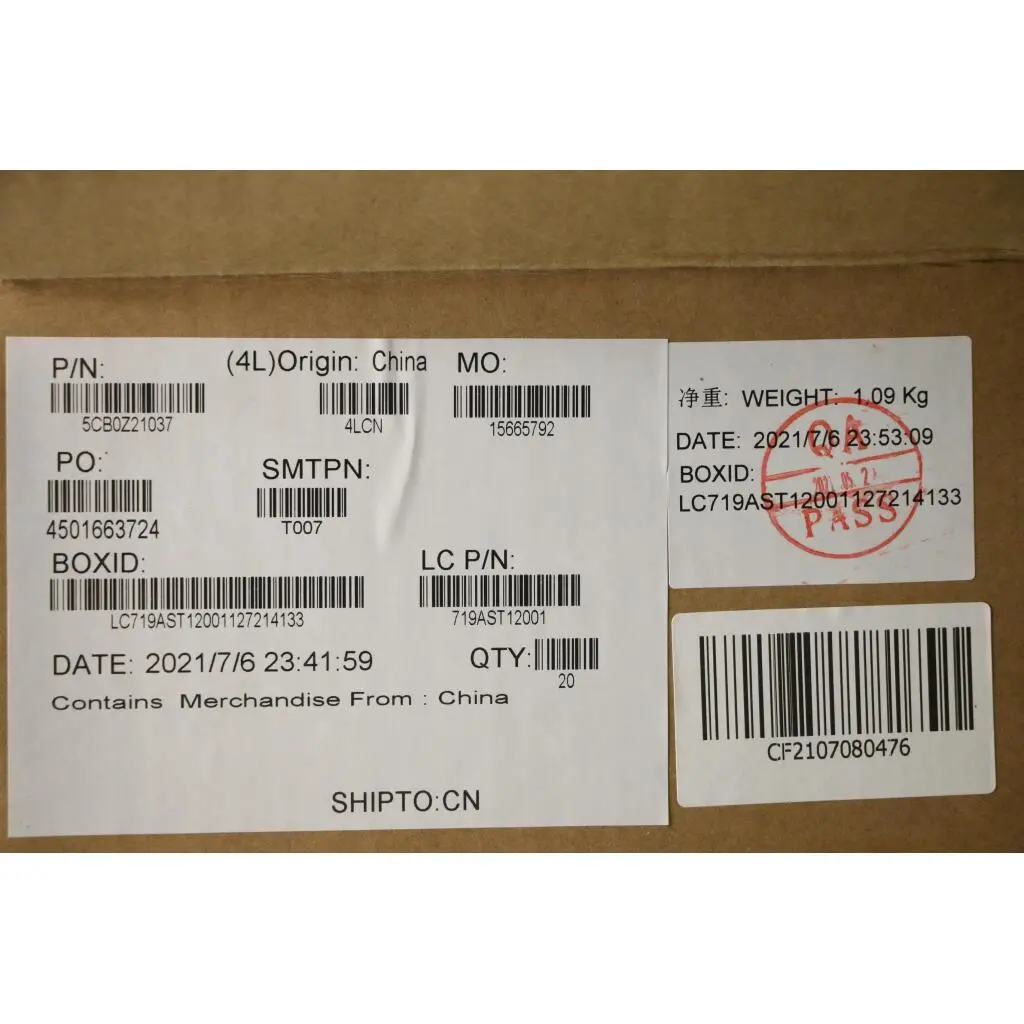 P/N:
5CB0Z21037
(4L)Origin: China
4LCN
MO:
15665792
PO:
4501663724
SMTPN:
T007
BOXID:
LC719AST12001127214133
LC P/N:
719AST12001
DATE: 2021/7/6 23:41:59
QTY:
20
Contains Merchandise From : China
SHIPTO:CN
净重: WEIGHT: 1.09 Kg
DATE: 2021/7/6 23:53:09
BOXID:
LC719AST12001127214133
QA
PASS
CF2107080476